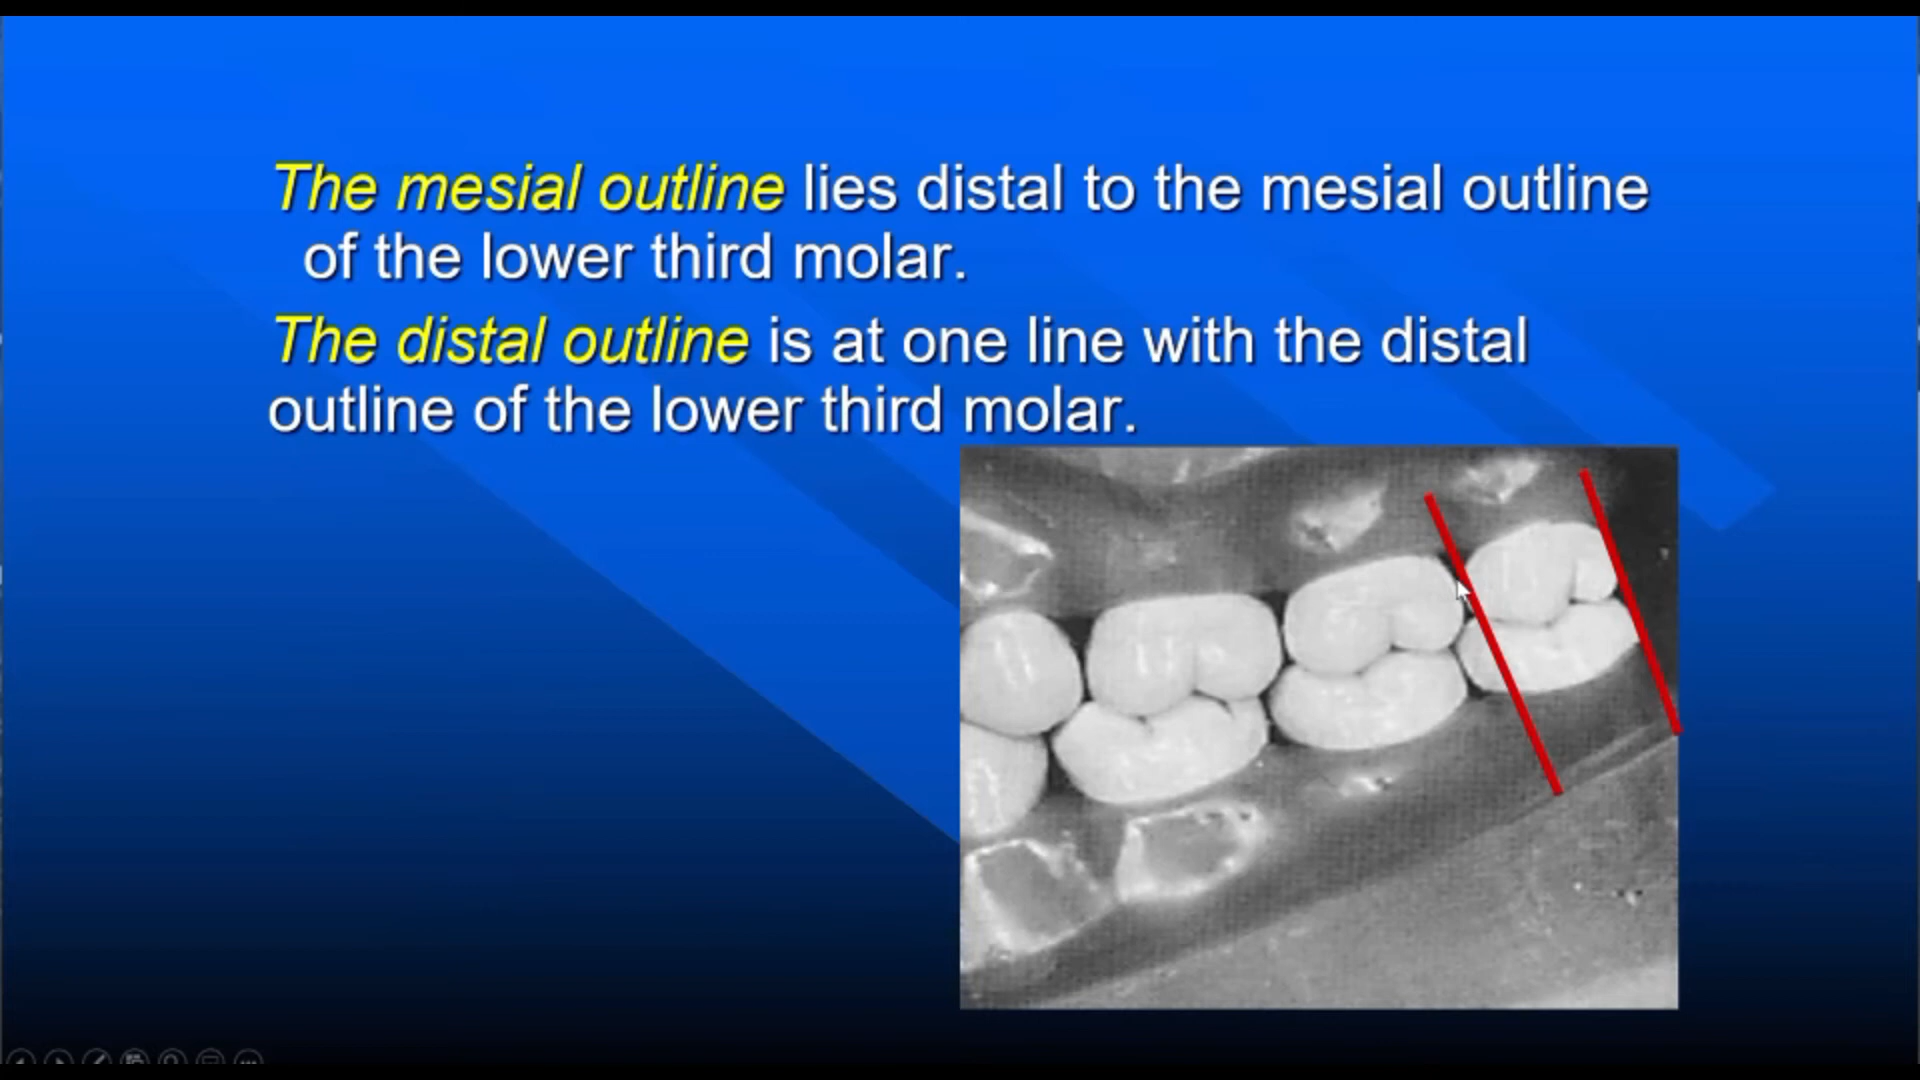 The mesial outline lies distal to the mesial outline
of the lower third molar.
The distal outline is at one line with the distal
outline of the lower third molar.